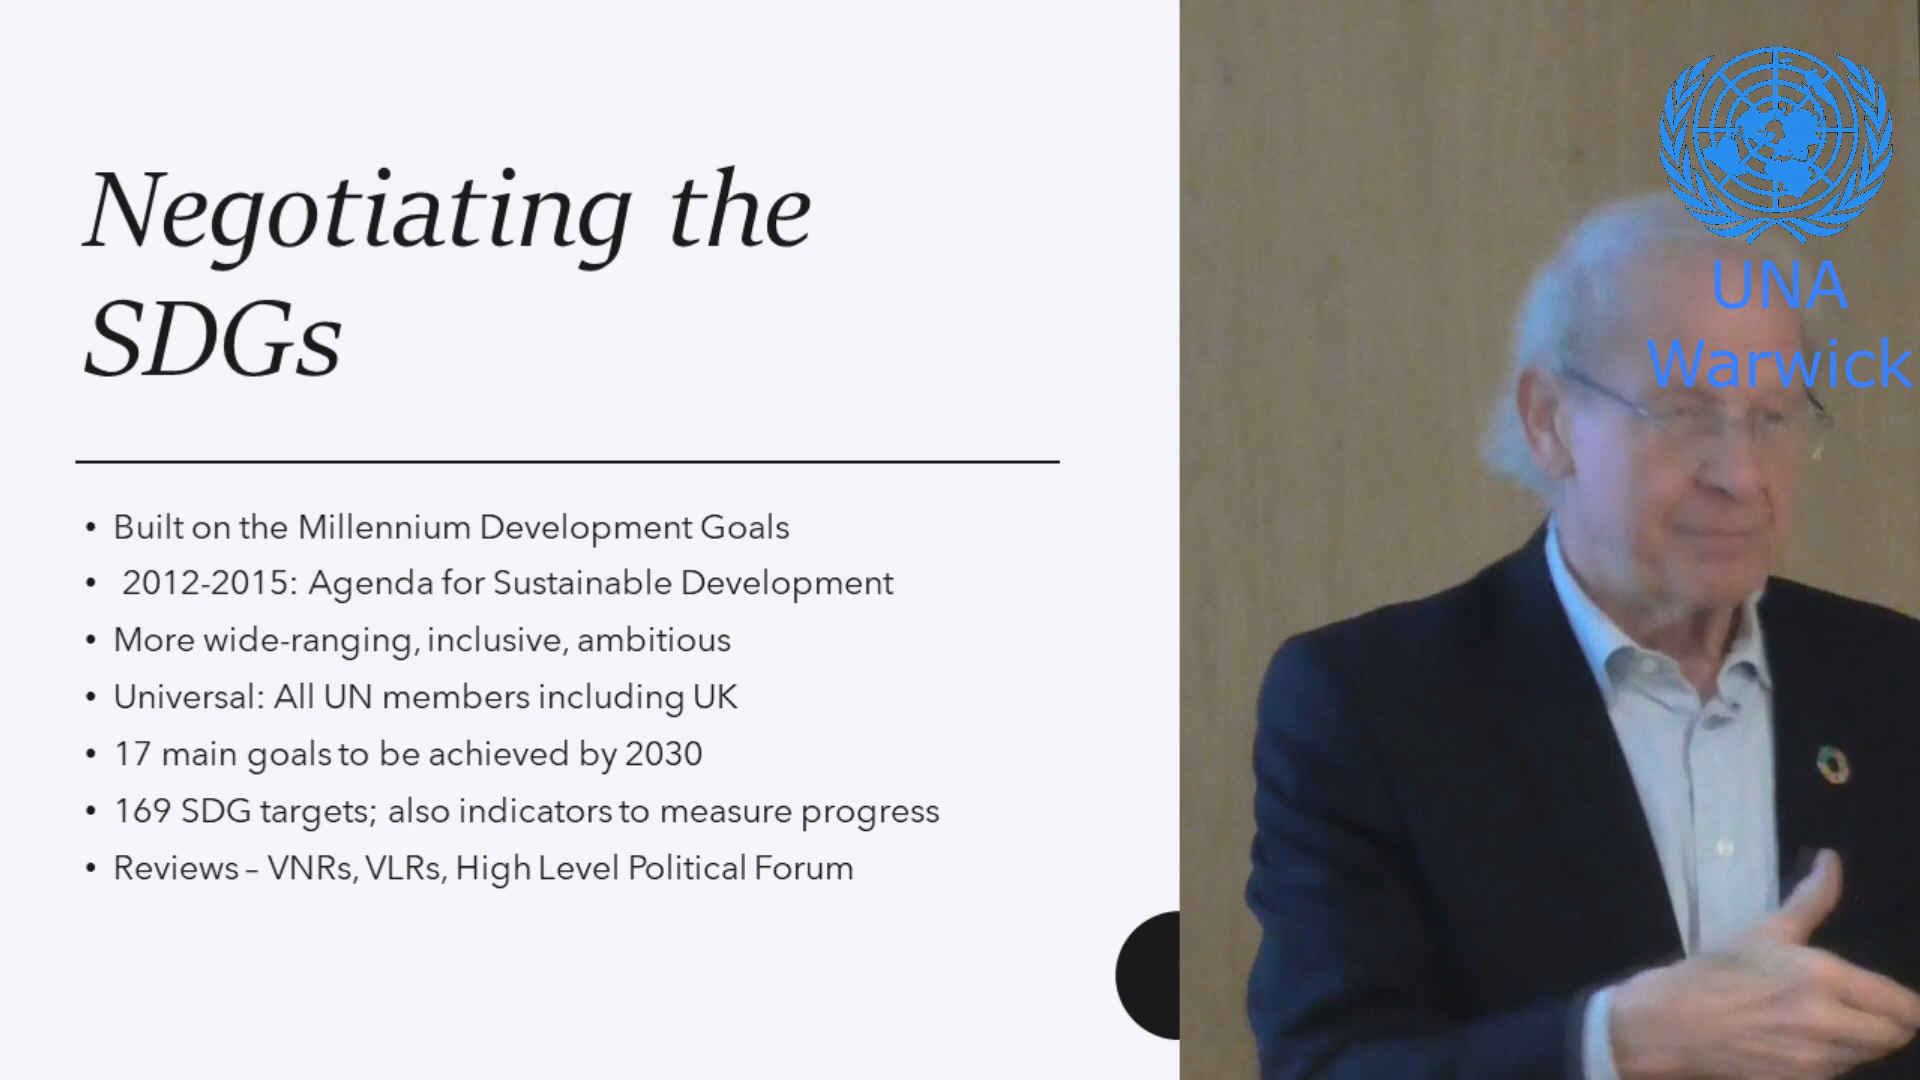 Negotiating the
SDGs
• Built on the Millennium Development Goals
• 2012-2015: Agenda for Sustainable Development
• More wide-ranging, inclusive, ambitious
• Universal: All UN members including UK
• 17 main goals to be achieved by 2030
• 169 SDG targets; also indicators to measure progress
• Reviews – VNRs, VLRs, High Level Political Forum
UNA
Warwick